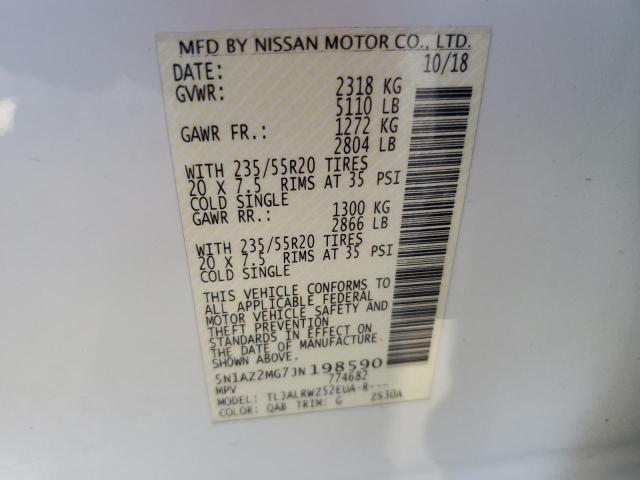 MFD BY NISSAN MOTOR CO., LTD.
DATE: 10/18
GVWR: 2318 KG
5110 LB
GAWR FR.: 1272 KG
2804 LB
WITH 235/55R20 TIRES
20 X 7.5 RIMS AT 35 PSI
COLD SINGLE
GAWR RR.: 1300 KG
2866 LB
WITH 235/55R20 TIRES
20 X 7.5 RIMS AT 35 PSI
COLD SINGLE
THIS VEHICLE CONFORMS TO
ALL APPLICABLE FEDERAL
MOTOR VEHICLE SAFETY AND
THEFT PREVENTION
STANDARDS IN EFFECT ON
THE DATE OF MANUFACTURE
SHOWN ABOVE.
5N1AZ2MG7JN198590
MPV 774682
MODEL: TLJALRWZ52EUA-R---
COLOR: QAB TRIM: G ZS30A